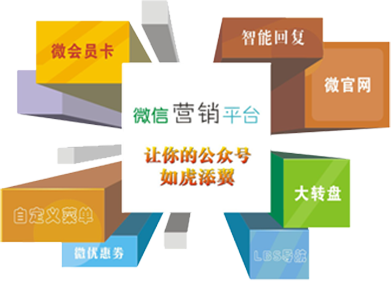 微会员卡
智能回复
微官网
微信营销平台
让你的公众号
如虎添翼
大转盘
自定义菜单
微优惠券
LBS导航